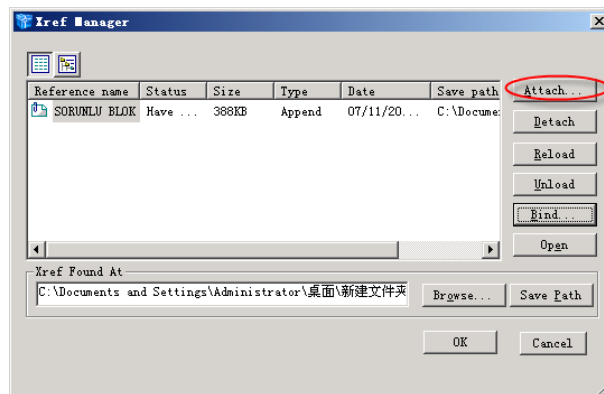 Xref Manager
Reference name Status Size Type Date Save path
SORUNLU BLOK Have ... 388KB Append 07/11/20... C:\Docume
Attach...
Detach
Reload
Unload
Bind...
Open
Xref Found At
C:\Documents and Settings\Administrator\桌面\新建文件夹
Browse...
Save Path
OK
Cancel